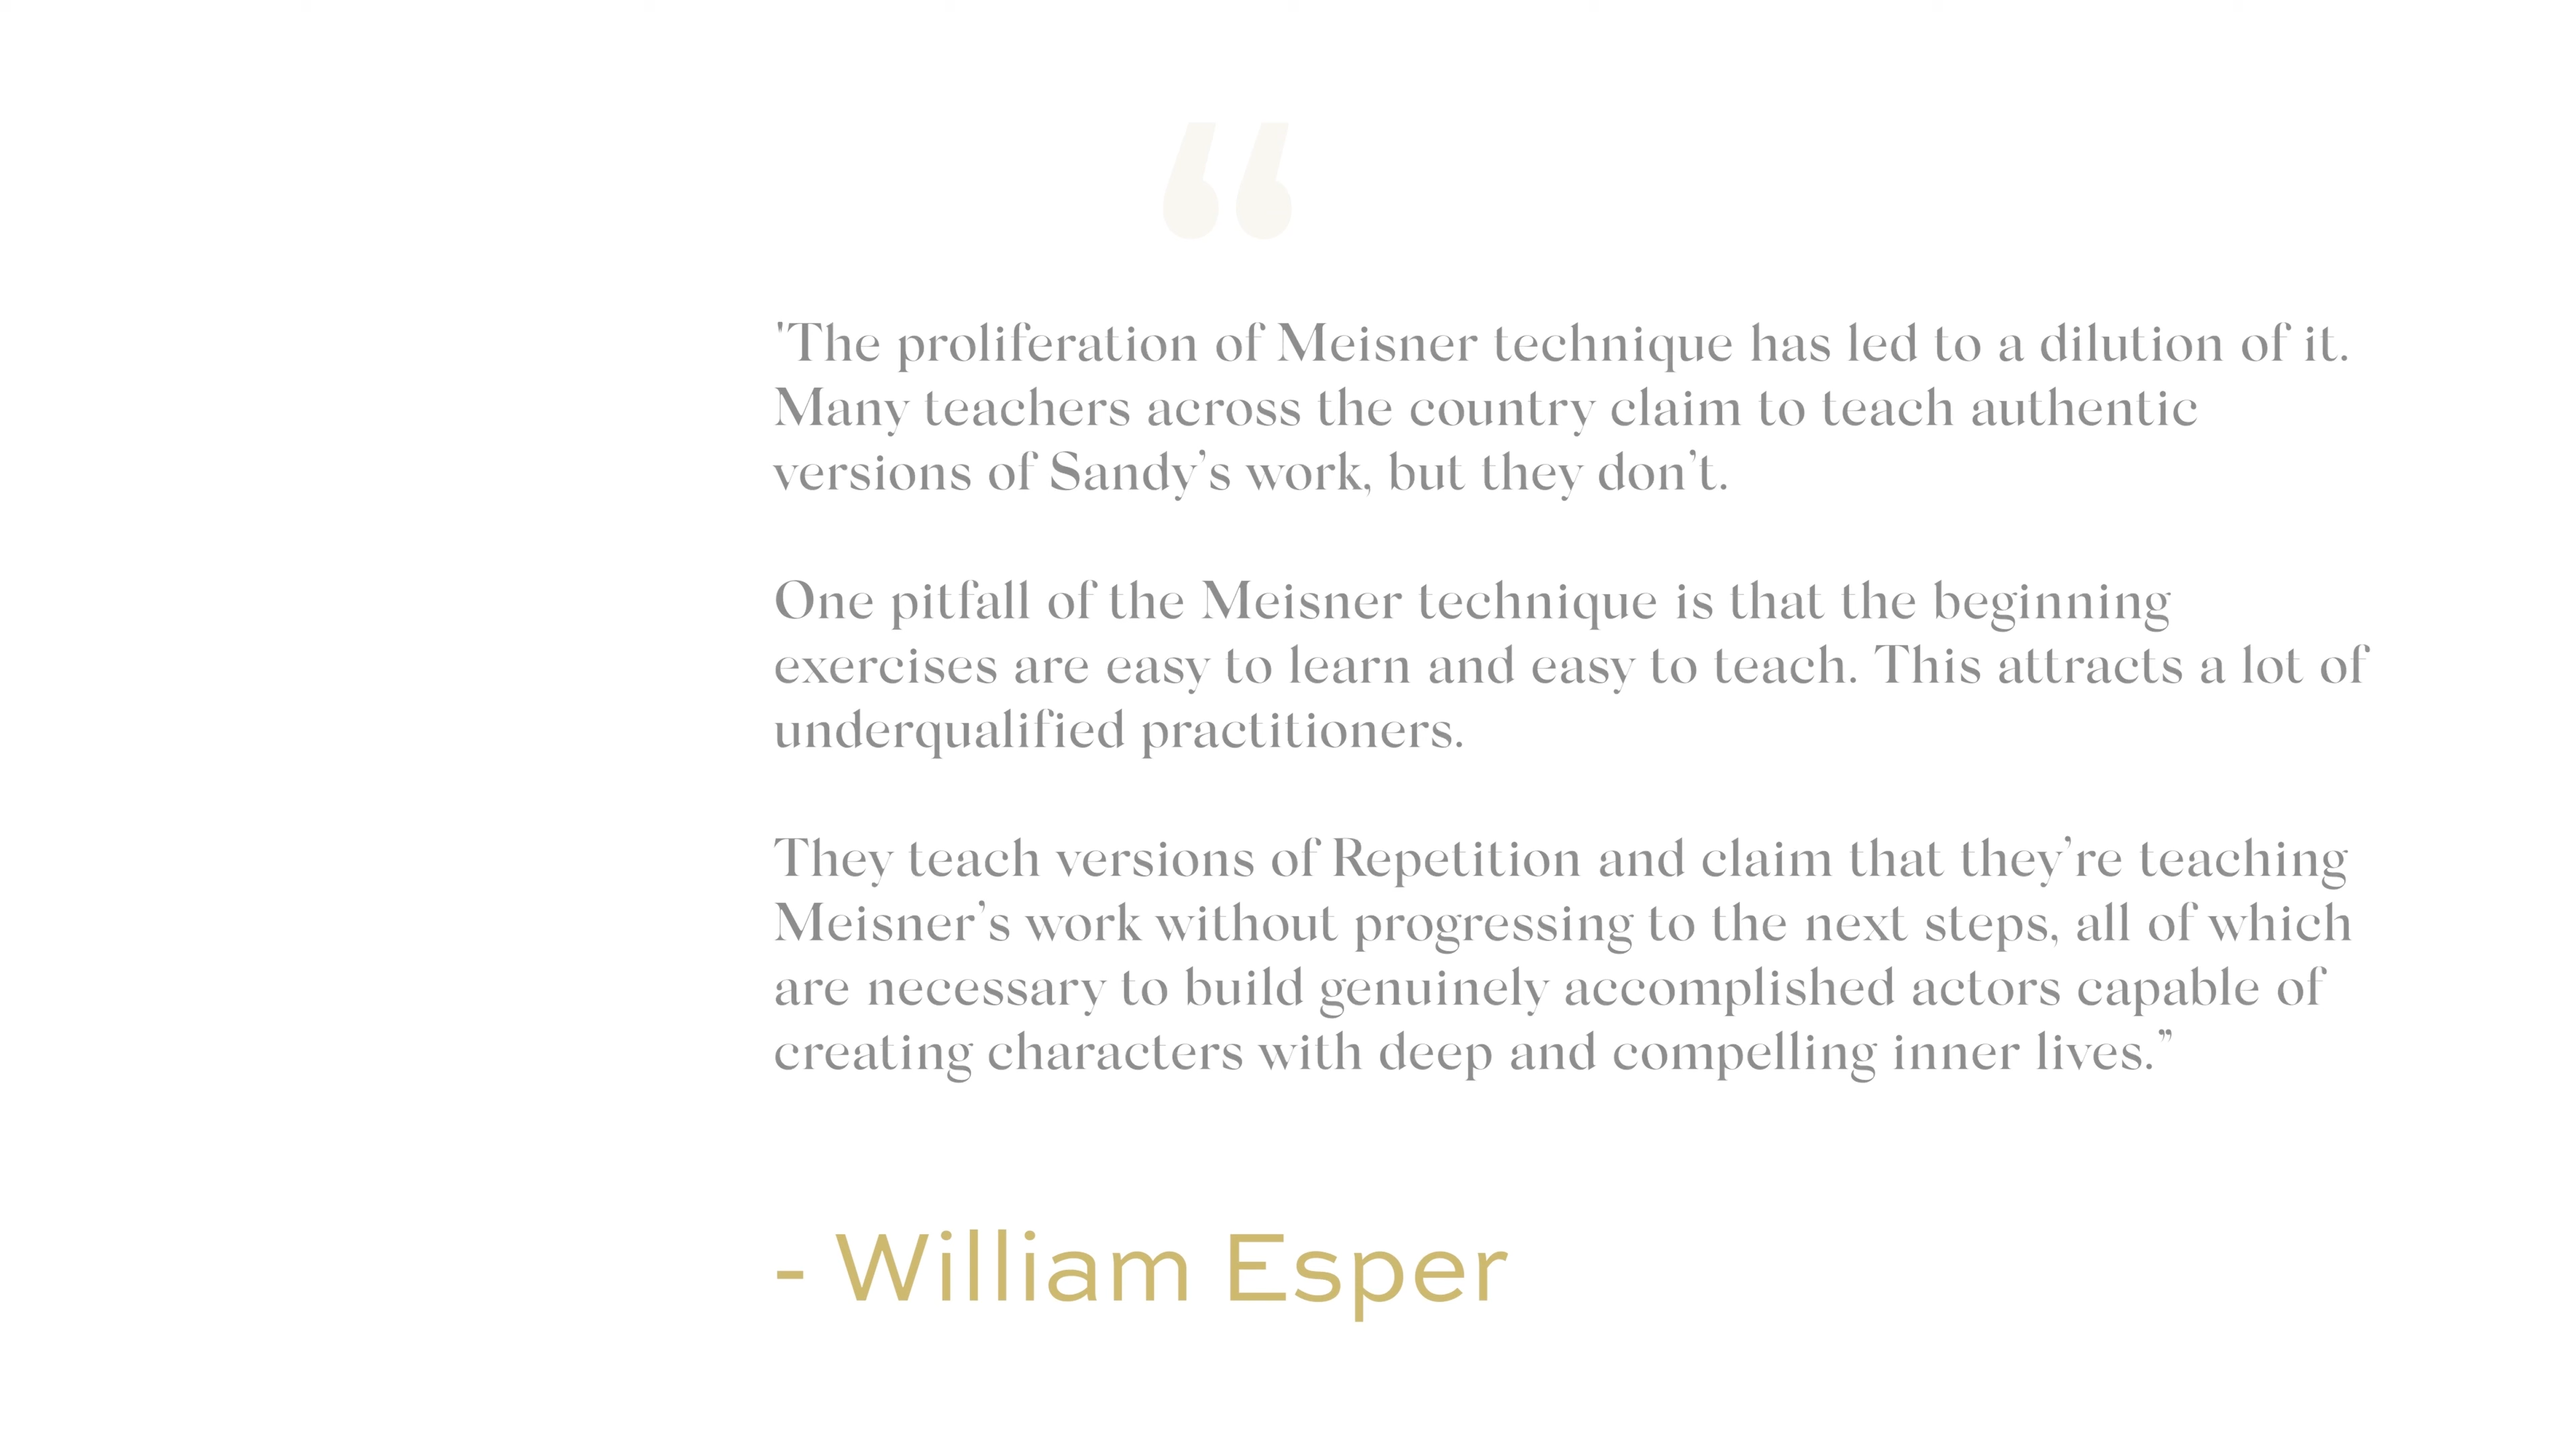 “
'The proliferation of Meisner technique has led to a dilution of it.
Many teachers across the country claim to teach authentic
versions of Sandy’s work, but they don’t.
One pitfall of the Meisner technique is that the beginning
exercises are easy to learn and easy to teach. This attracts a lot of
underqualified practitioners.
They teach versions of Repetition and claim that they’re teaching
Meisner’s work without progressing to the next steps, all of which
are necessary to build genuinely accomplished actors capable of
creating characters with deep and compelling inner lives.”
- William Esper